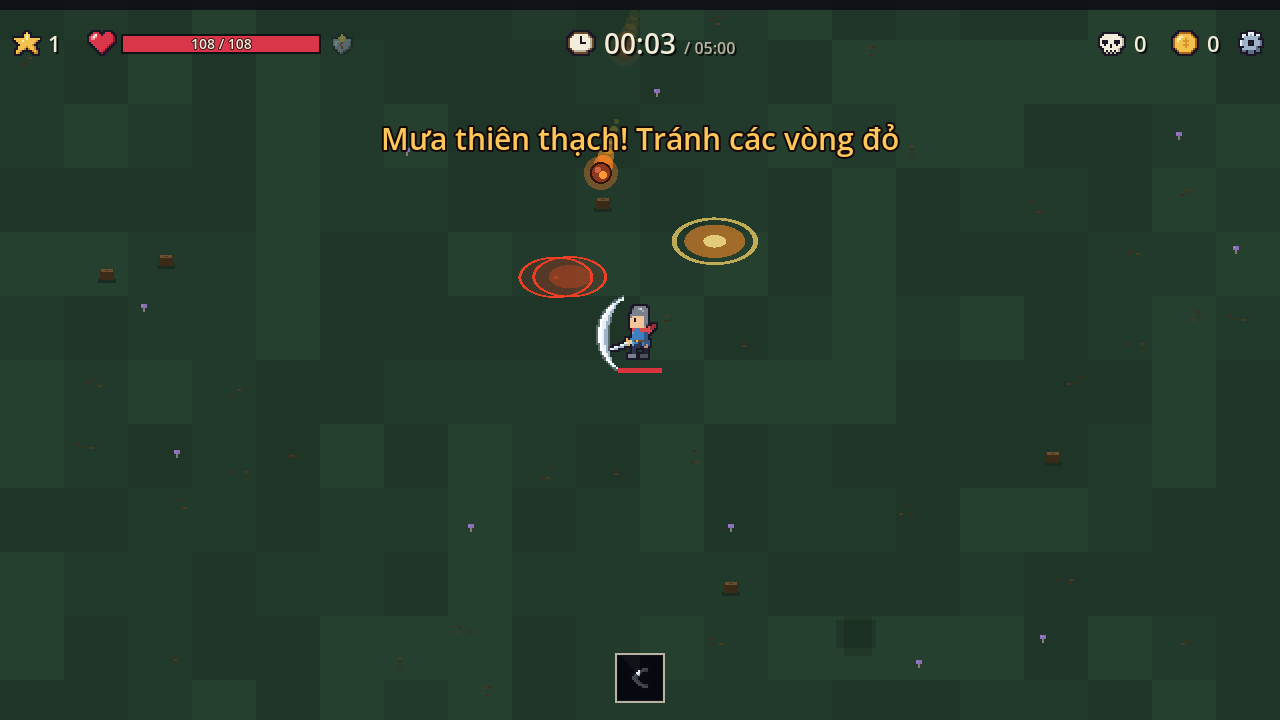 1
108 / 108
00:03 / 05:00
0
0
Mưa thiên thạch! Tránh các vòng đỏ